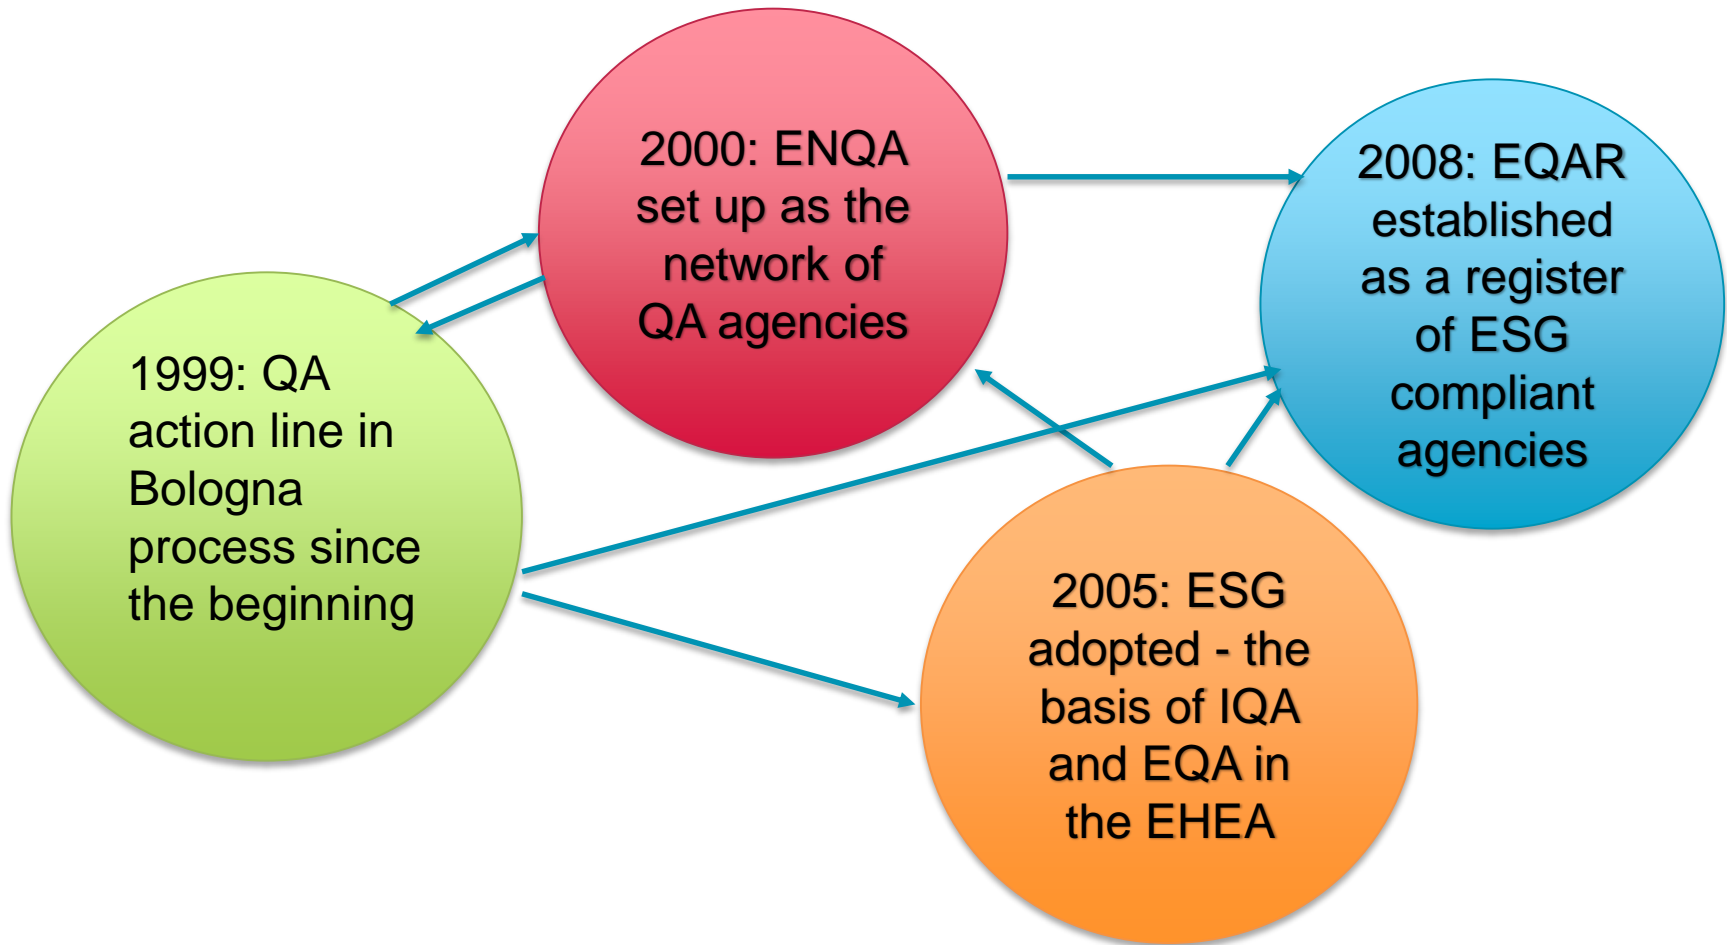 1999: QA
action line in
Bologna
process since
the beginning
2000: ENQA
set up as the
network of
QA agencies
2005: ESG
adopted - the
basis of IQA
and EQA in
the EHEA
2008: EQAR
established
as a register
of ESG
compliant
agencies